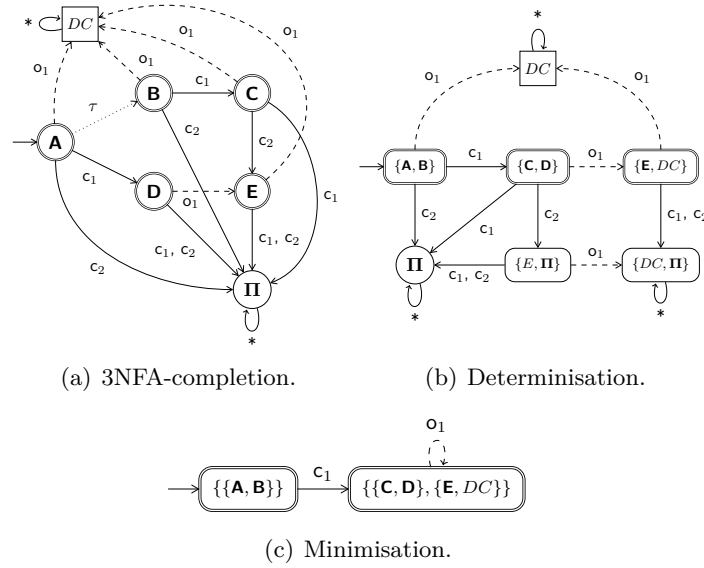 * DC o₁ o₁ o₁ o₁
τ B c₁ C
A c₂ c₂ c₁
c₁ D o₁ E
c₂ c₁, c₂ c₁, c₂
Π
*
(a) 3NFA-completion.
*
DC
o₁ o₁
{A, B} c₁ {C, D} o₁ {E, DC}
c₂ c₁ c₂ c₁, c₂
Π c₁, c₂ {E, Π} o₁ {DC, Π}
* *
(b) Determinisation.
o₁
{{A, B}} c₁ {{C, D}, {E, DC}}
(c) Minimisation.